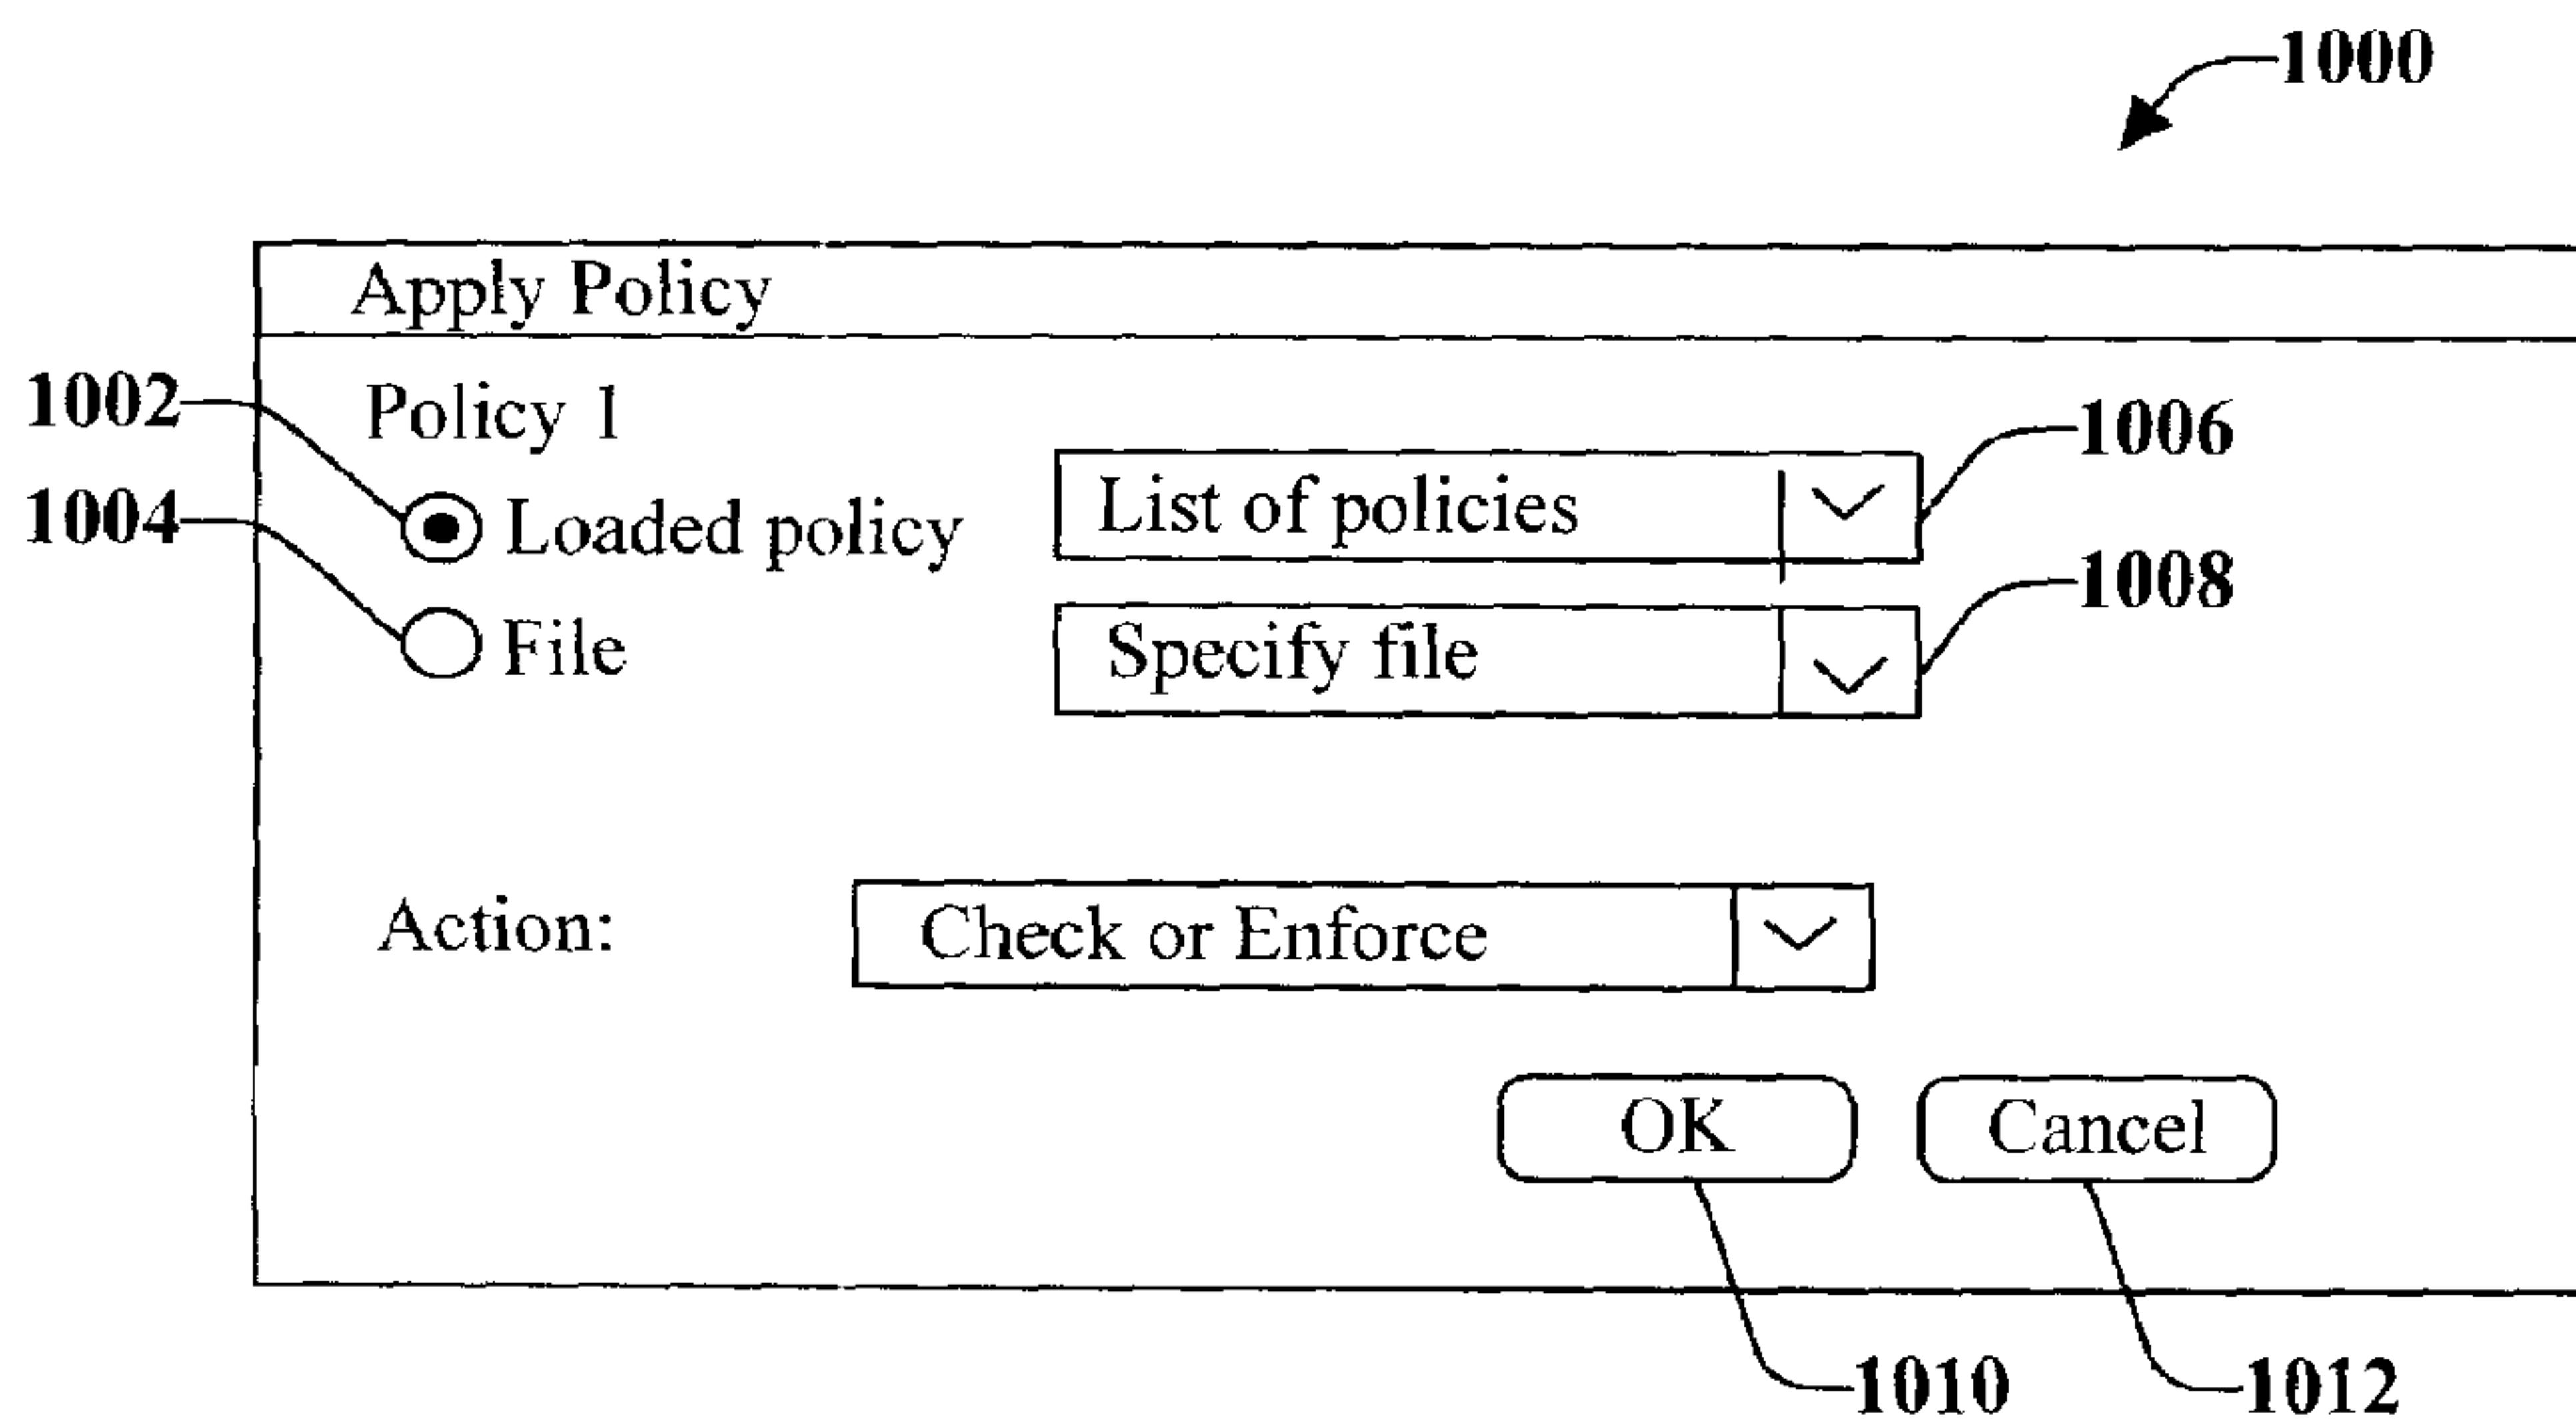 1000
Apply Policy
1002
Policy 1
1006
Loaded policy
List of policies
1004
1008
File
Specify file
Action:
Check or Enforce
OK
Cancel
1010
1012